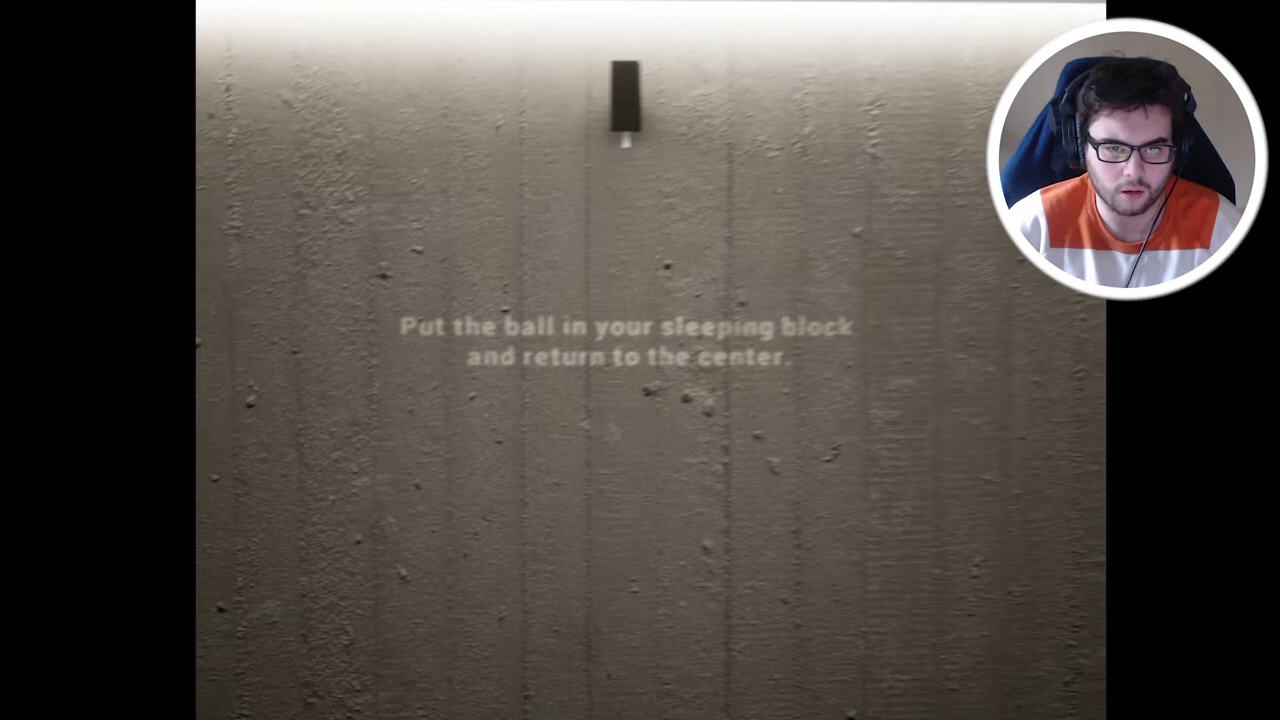 Put the ball in your sleeping block
and return to the center.